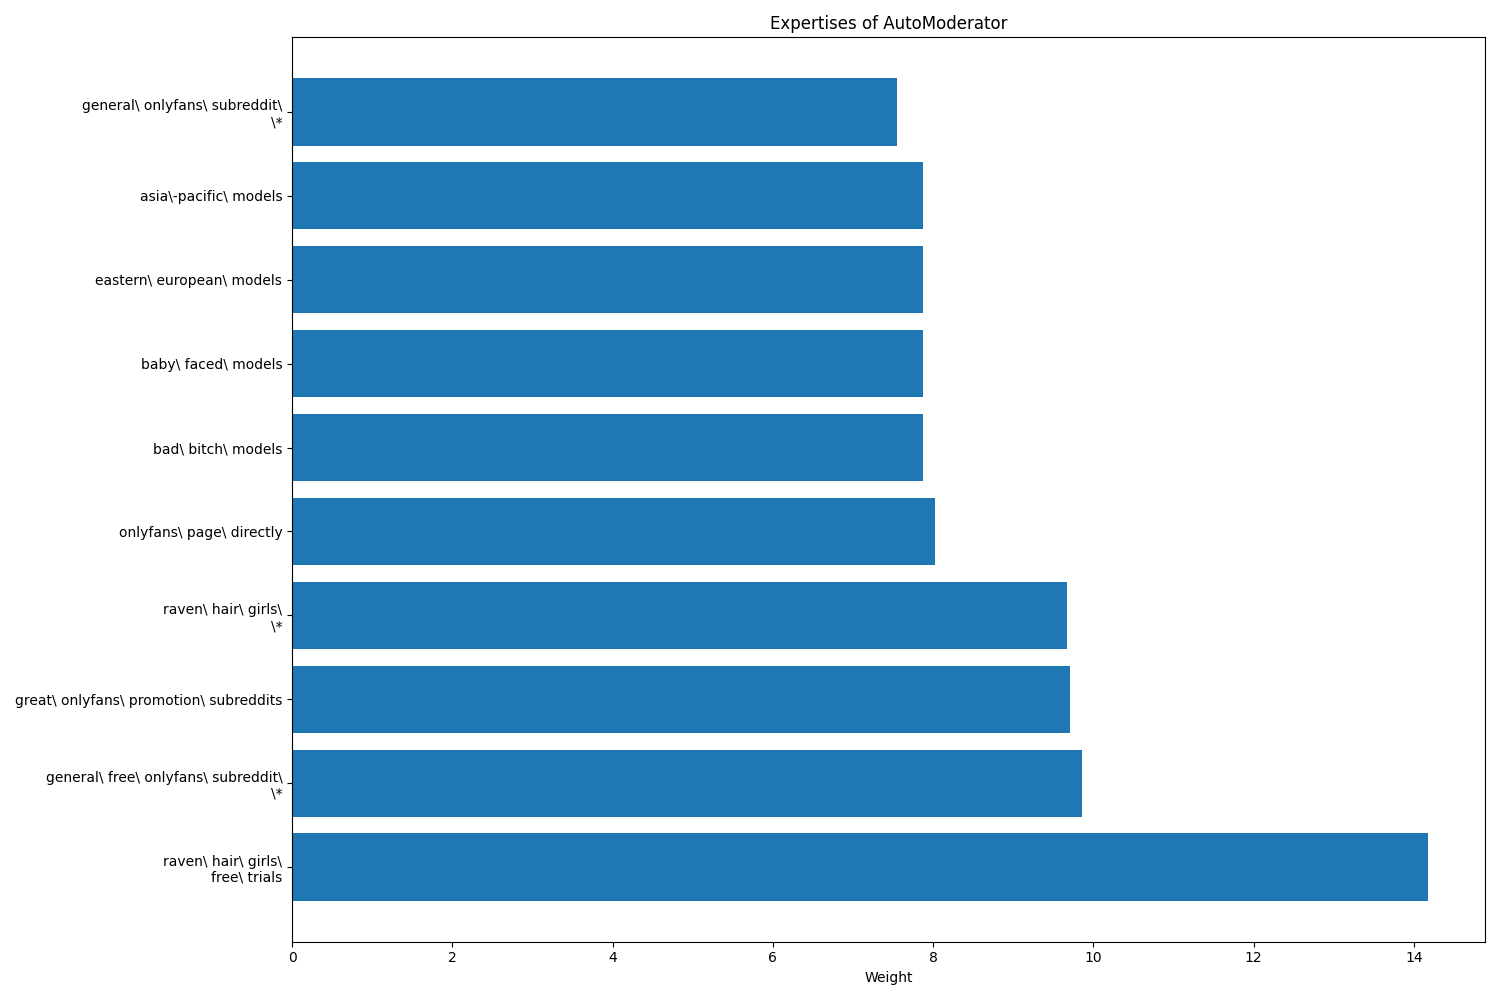 Expertises of AutoModerator
general\ onlyfans\ subreddit\
\*
asia\-pacific\ models
eastern\ european\ models
baby\ faced\ models
bad\ bitch\ models
onlyfans\ page\ directly
raven\ hair\ girls\
\*
great\ onlyfans\ promotion\ subreddits
general\ free\ onlyfans\ subreddit\
\*
raven\ hair\ girls\
free\ trials
0 2 4 6 8 10 12 14
Weight